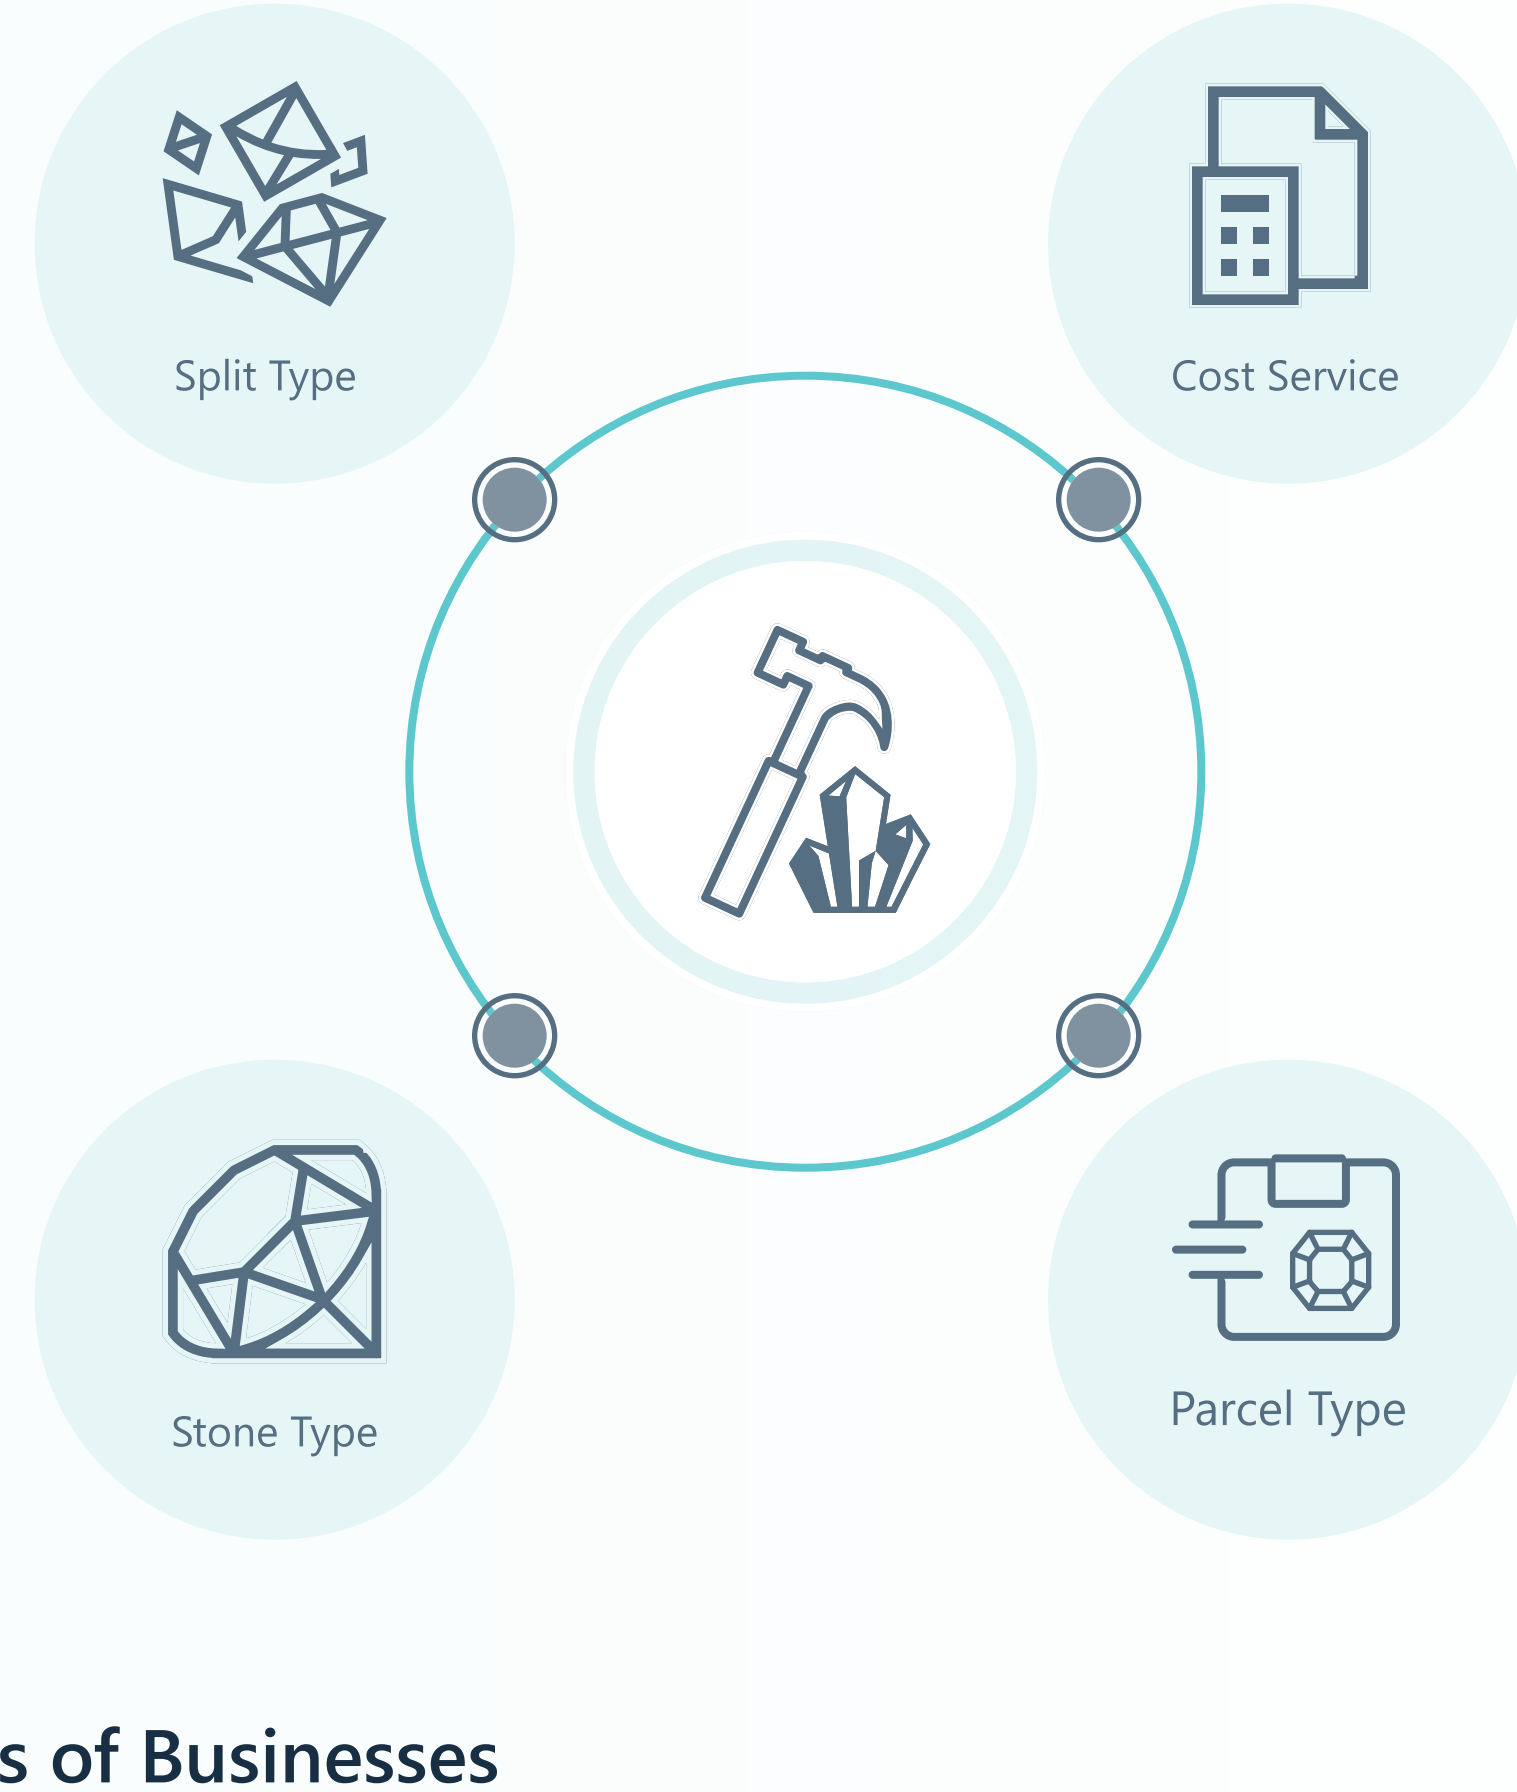 Split Type
Cost Service
Stone Type
Parcel Type
s of Businesses